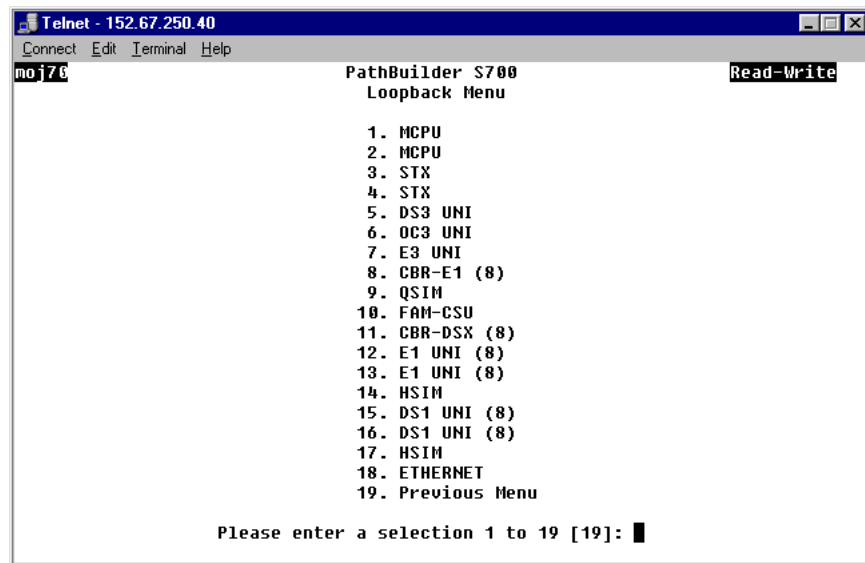 Telnet - 152.67.250.40
Connect Edit Terminal Help
moj70 PathBuilder S700 Read-Write
Loopback Menu
1. MCPU
2. MCPU
3. STX
4. STX
5. DS3 UNI
6. OC3 UNI
7. E3 UNI
8. CBR-E1 (8)
9. QSIM
10. FAM-CSU
11. CBR-DSX (8)
12. E1 UNI (8)
13. E1 UNI (8)
14. HSIM
15. DS1 UNI (8)
16. DS1 UNI (8)
17. HSIM
18. ETHERNET
19. Previous Menu
Please enter a selection 1 to 19 [19]: